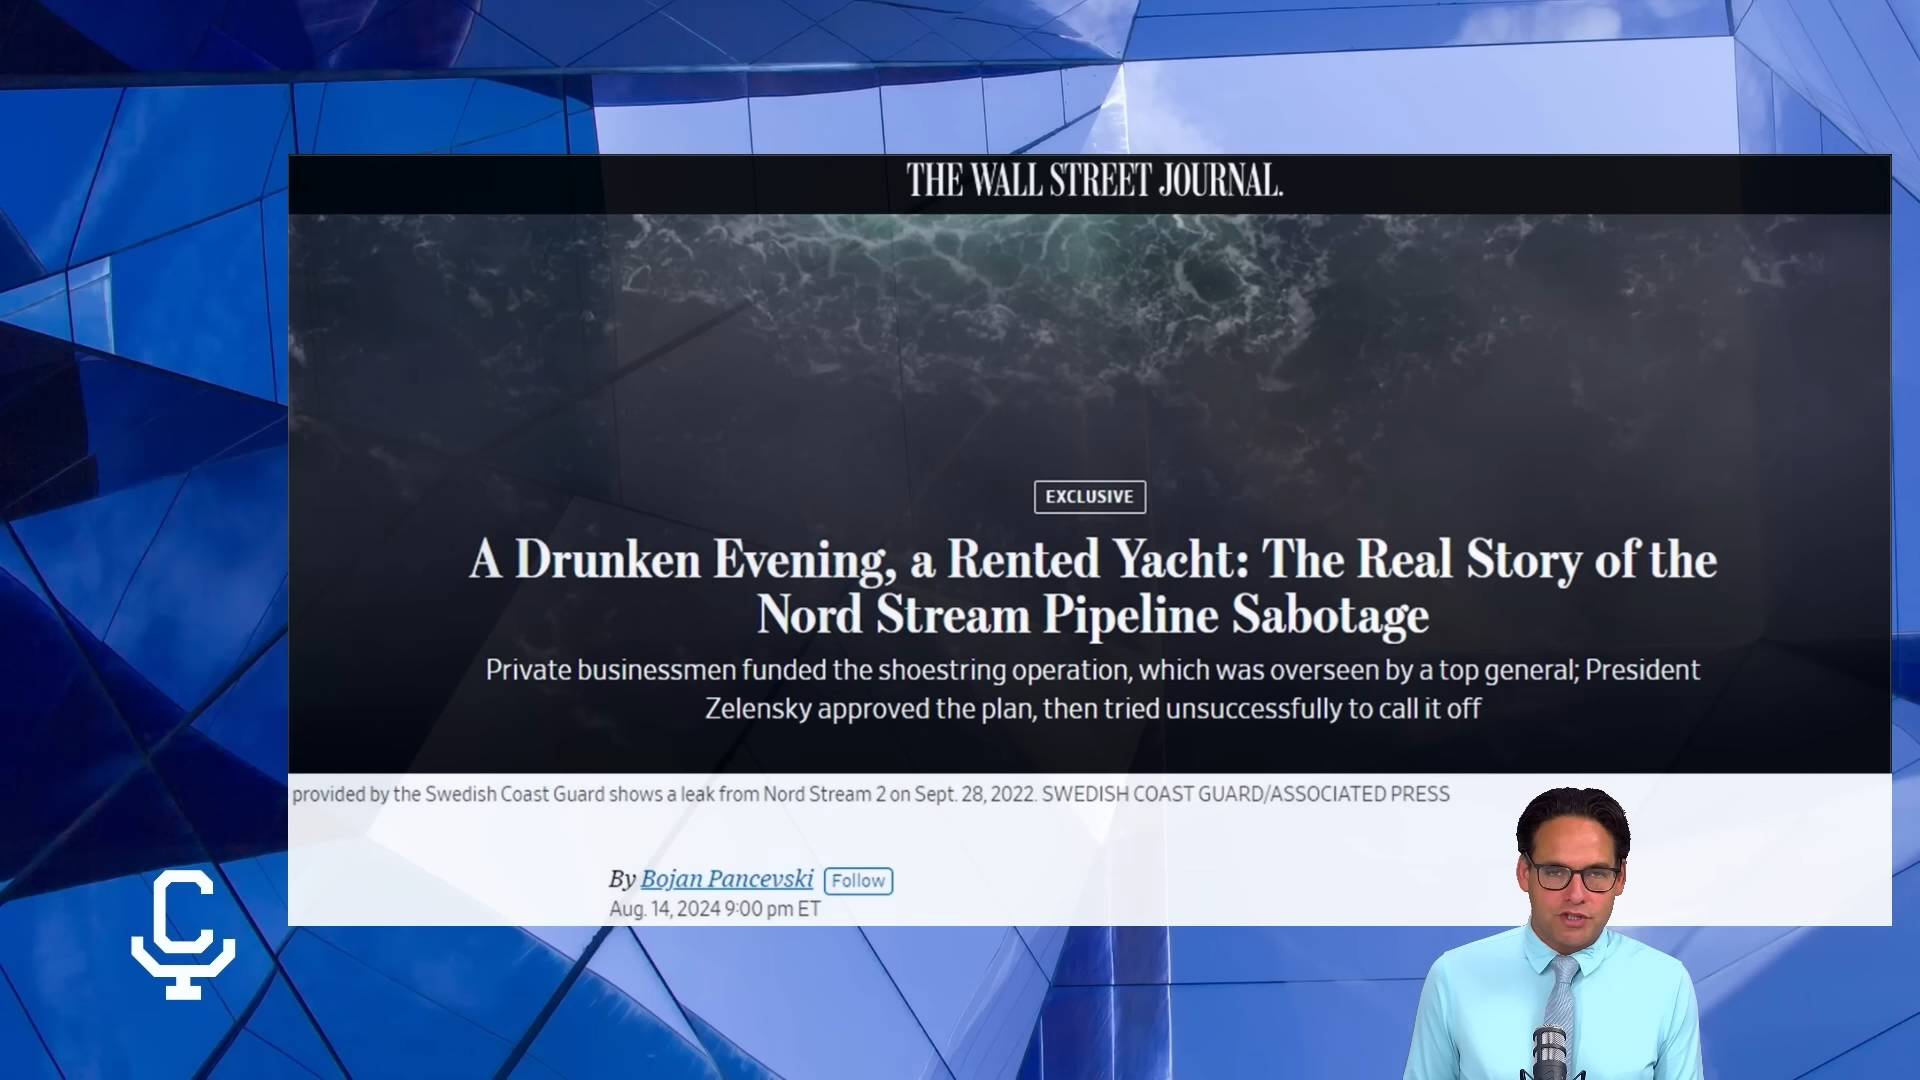 THE WALL STREET JOURNAL.
EXCLUSIVE
A Drunken Evening, a Rented Yacht: The Real Story of the
Nord Stream Pipeline Sabotage
Private businessmen funded the shoestring operation, which was overseen by a top general; President
Zelensky approved the plan, then tried unsuccessfully to call it off
provided by the Swedish Coast Guard shows a leak from Nord Stream 2 on Sept. 28, 2022. SWEDISH COAST GUARD/ASSOCIATED PRESS
By Bojan Pancevski Follow
Aug. 14, 2024 9:00 pm ET